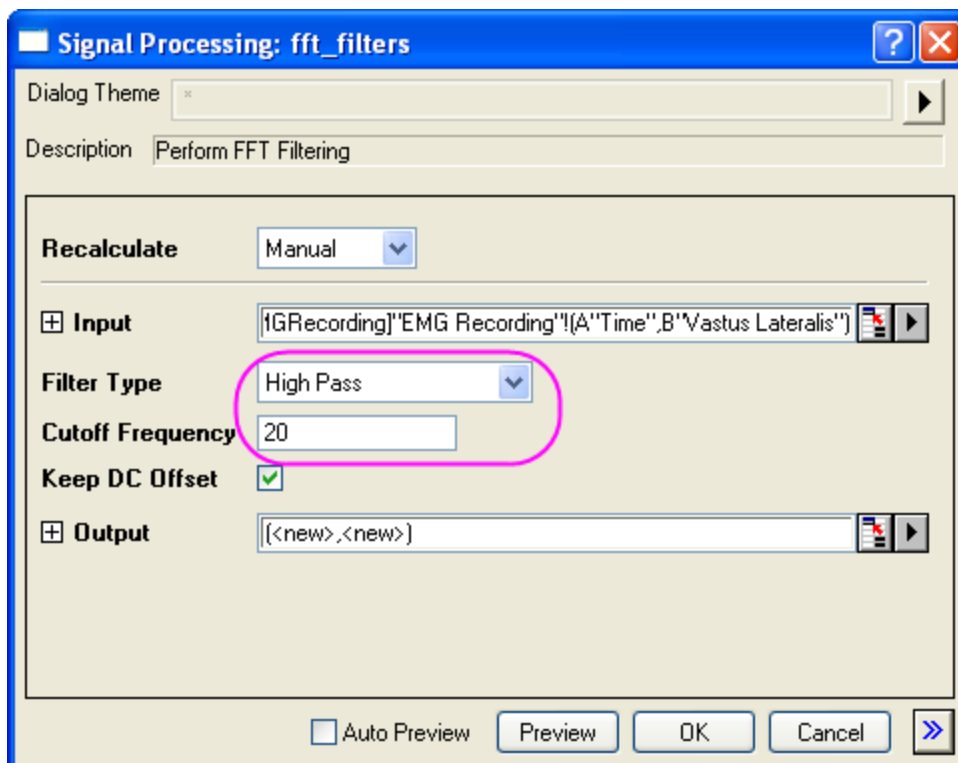 Signal Processing: fft_filters
Dialog Theme *
Description Perform FFT Filtering
Recalculate Manual
Input GRecording]"EMG Recording"!(A"Time",B"Vastus Lateralis")
Filter Type High Pass
Cutoff Frequency 20
Keep DC Offset
Output (<new>,<new>)
Auto Preview Preview OK Cancel